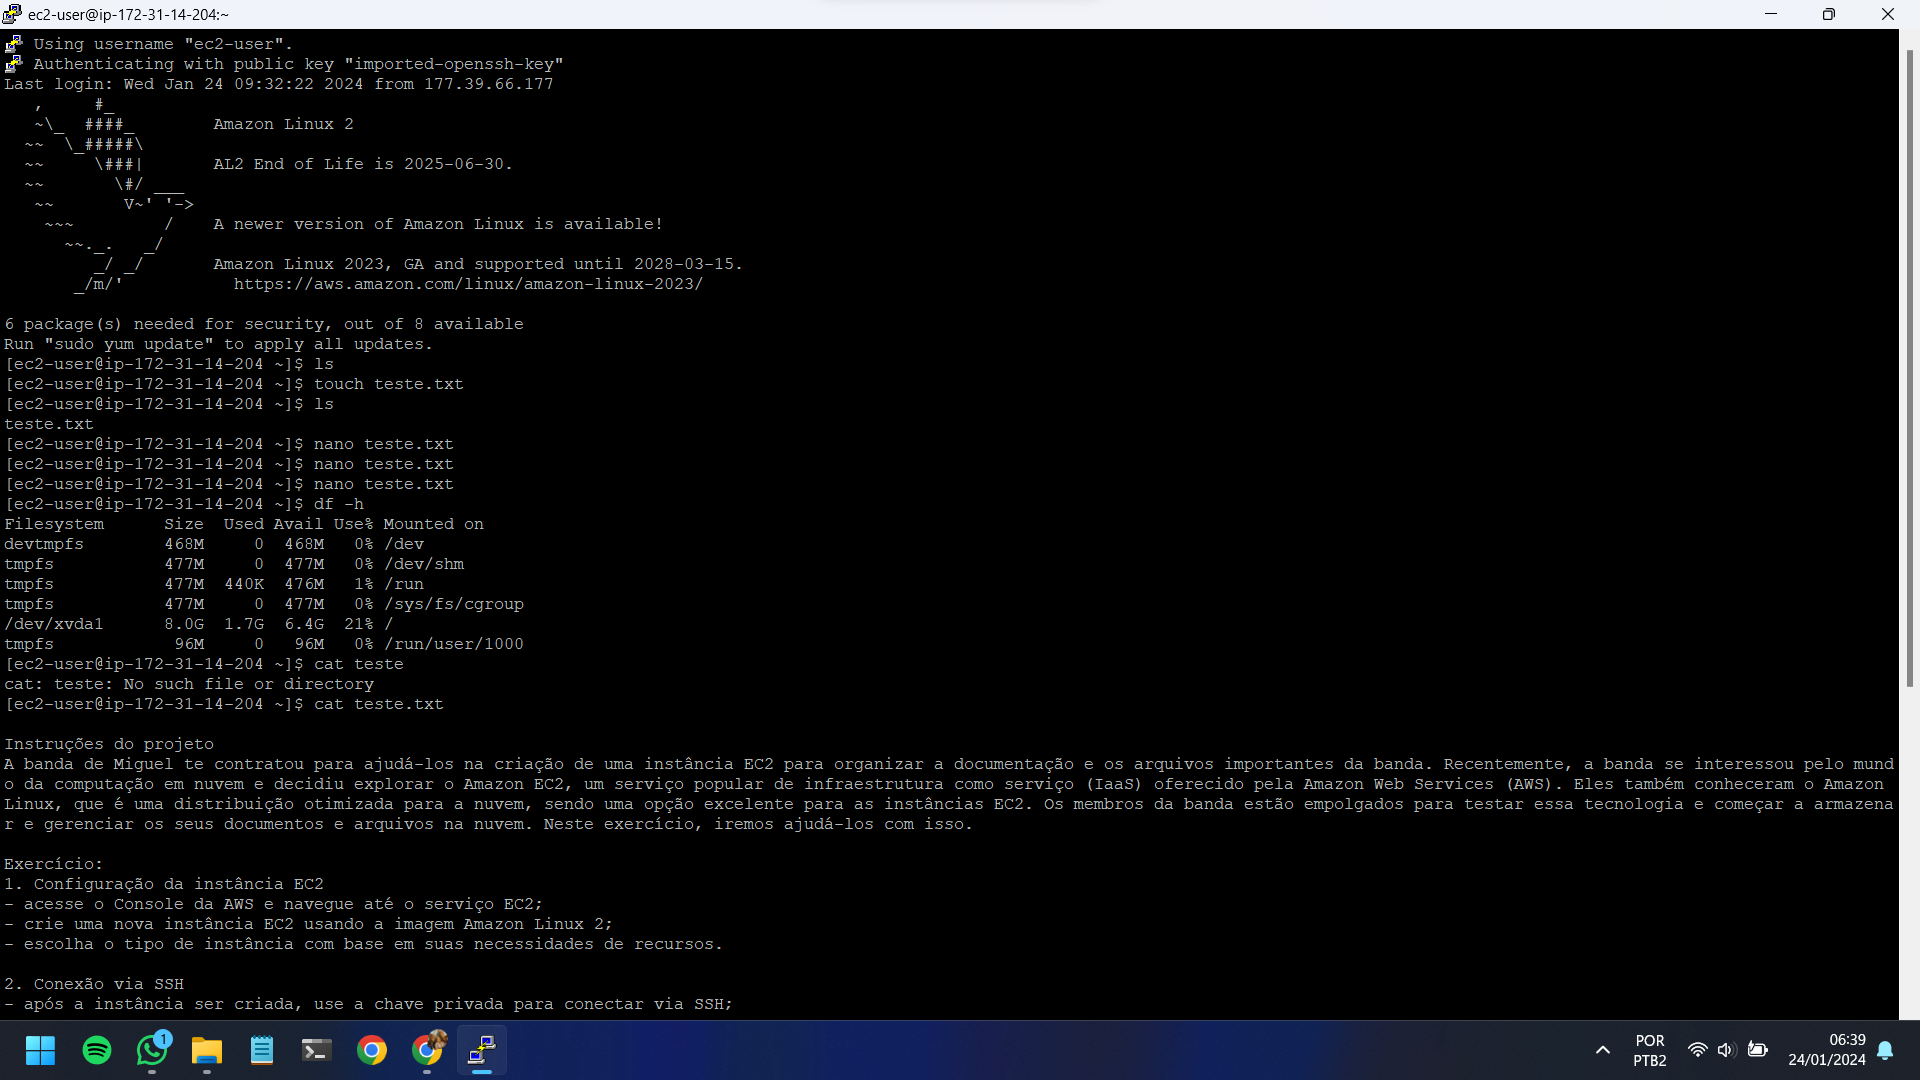 ec2-user@ip-172-31-14-204:~
Using username "ec2-user".
Authenticating with public key "imported-openssh-key"
Last login: Wed Jan 24 09:32:22 2024 from 177.39.66.177
   ,     #_
   ~\_  ####_        Amazon Linux 2
  ~~  \_#####\
  ~~     \###|       AL2 End of Life is 2025-06-30.
  ~~       \#/ ___
   ~~       V~' '->
    ~~~         /    A newer version of Amazon Linux is available!
      ~~._.   _/
         _/ _/       Amazon Linux 2023, GA and supported until 2028-03-15.
       _/m/'           https://aws.amazon.com/linux/amazon-linux-2023/
6 package(s) needed for security, out of 8 available
Run "sudo yum update" to apply all updates.
[ec2-user@ip-172-31-14-204 ~]$ ls
[ec2-user@ip-172-31-14-204 ~]$ touch teste.txt
[ec2-user@ip-172-31-14-204 ~]$ ls
teste.txt
[ec2-user@ip-172-31-14-204 ~]$ nano teste.txt
[ec2-user@ip-172-31-14-204 ~]$ nano teste.txt
[ec2-user@ip-172-31-14-204 ~]$ nano teste.txt
[ec2-user@ip-172-31-14-204 ~]$ df -h
Filesystem      Size  Used Avail Use% Mounted on
devtmpfs        468M     0  468M   0% /dev
tmpfs           477M     0  477M   0% /dev/shm
tmpfs           477M  440K  476M   1% /run
tmpfs           477M     0  477M   0% /sys/fs/cgroup
/dev/xvda1      8.0G  1.7G  6.4G  21% /
tmpfs            96M     0   96M   0% /run/user/1000
[ec2-user@ip-172-31-14-204 ~]$ cat teste
cat: teste: No such file or directory
[ec2-user@ip-172-31-14-204 ~]$ cat teste.txt
Instruções do projeto
A banda de Miguel te contratou para ajudá-los na criação de uma instância EC2 para organizar a documentação e os arquivos importantes da banda. Recentemente, a banda se interessou pelo mund
o da computação em nuvem e decidiu explorar o Amazon EC2, um serviço popular de infraestrutura como serviço (IaaS) oferecido pela Amazon Web Services (AWS). Eles também conheceram o Amazon
Linux, que é uma distribuição otimizada para a nuvem, sendo uma opção excelente para as instâncias EC2. Os membros da banda estão empolgados para testar essa tecnologia e começar a armazena
r e gerenciar os seus documentos e arquivos na nuvem. Neste exercício, iremos ajudá-los com isso.
Exercício:
1. Configuração da instância EC2
- acesse o Console da AWS e navegue até o serviço EC2;
- crie uma nova instância EC2 usando a imagem Amazon Linux 2;
- escolha o tipo de instância com base em suas necessidades de recursos.
2. Conexão via SSH
- após a instância ser criada, use a chave privada para conectar via SSH;
1
POR
PTB2
06:39
24/01/2024